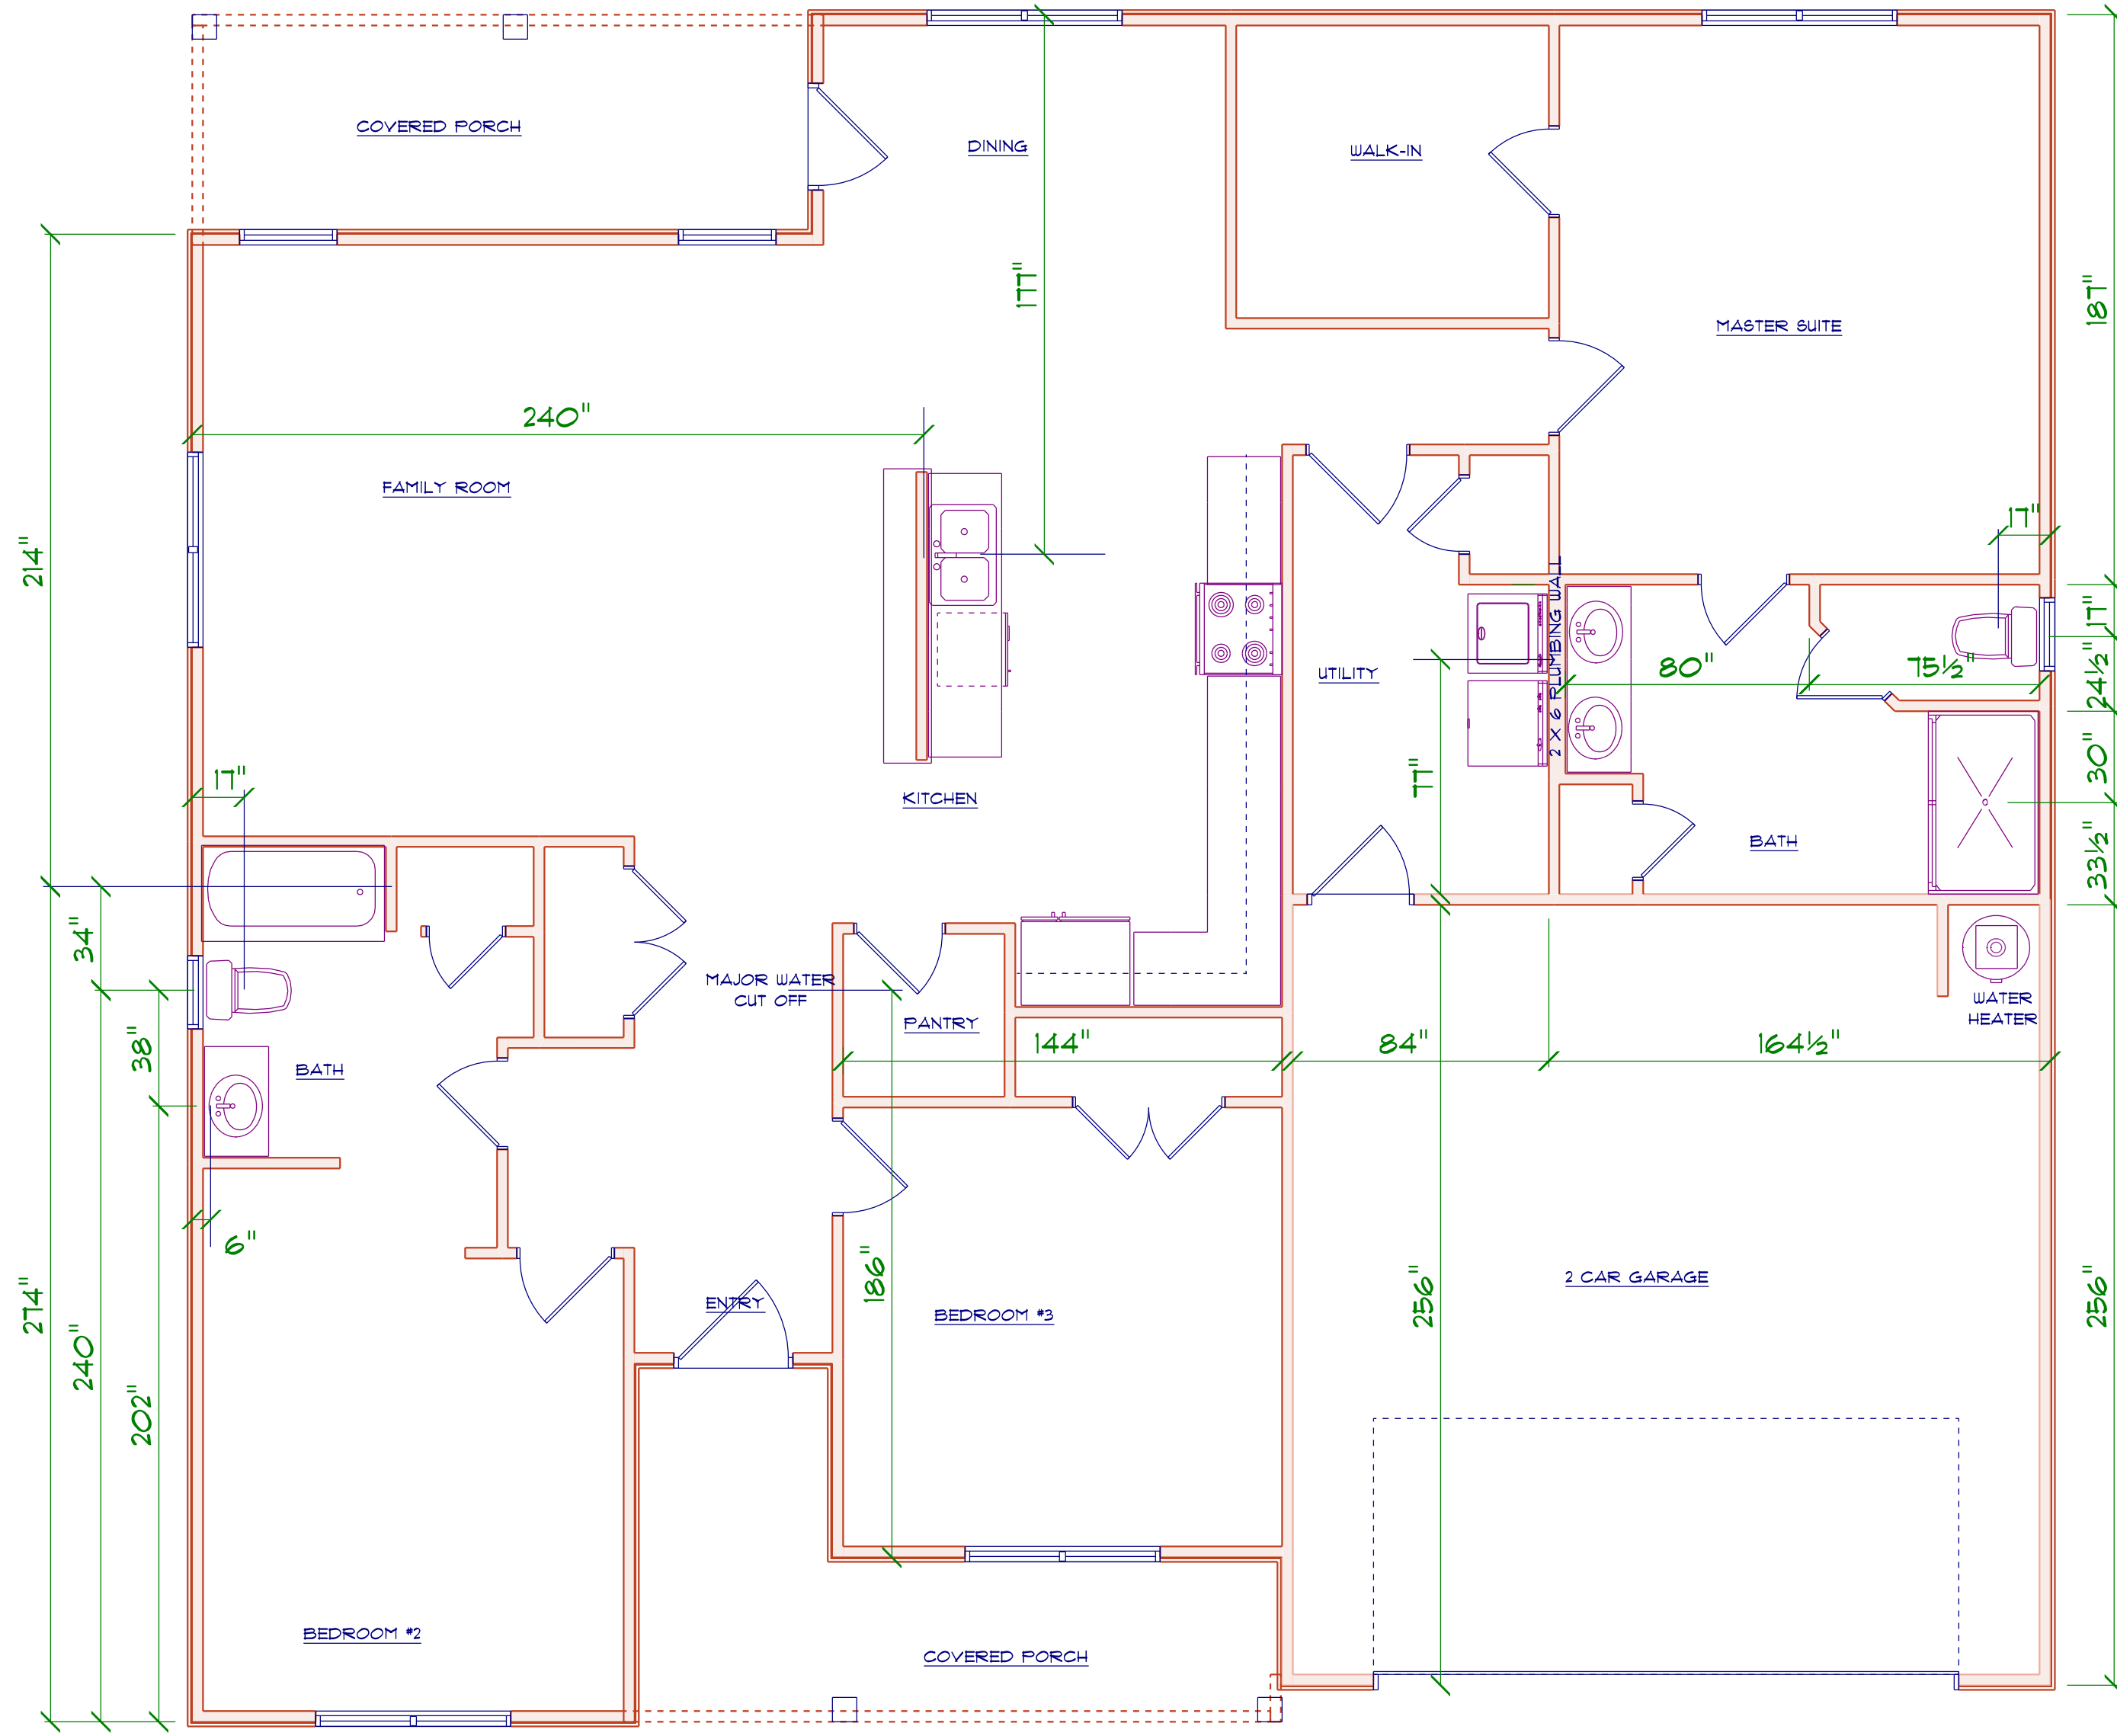 COVERED PORCH
DINING
WALK-IN
177"
187"
MASTER SUITE
240"
FAMILY ROOM
214"
17"
2 X 6 PLUMBING WALL
17"
80"
75½"
24½"
UTILITY
77"
30"
17"
KITCHEN
BATH
33½"
34"
MAJOR WATER
CUT OFF
PANTRY
WATER
HEATER
38"
BATH
144"
84"
164½"
6"
186"
256"
2 CAR GARAGE
256"
274"
240"
ENTRY
BEDROOM #3
202"
BEDROOM #2
COVERED PORCH